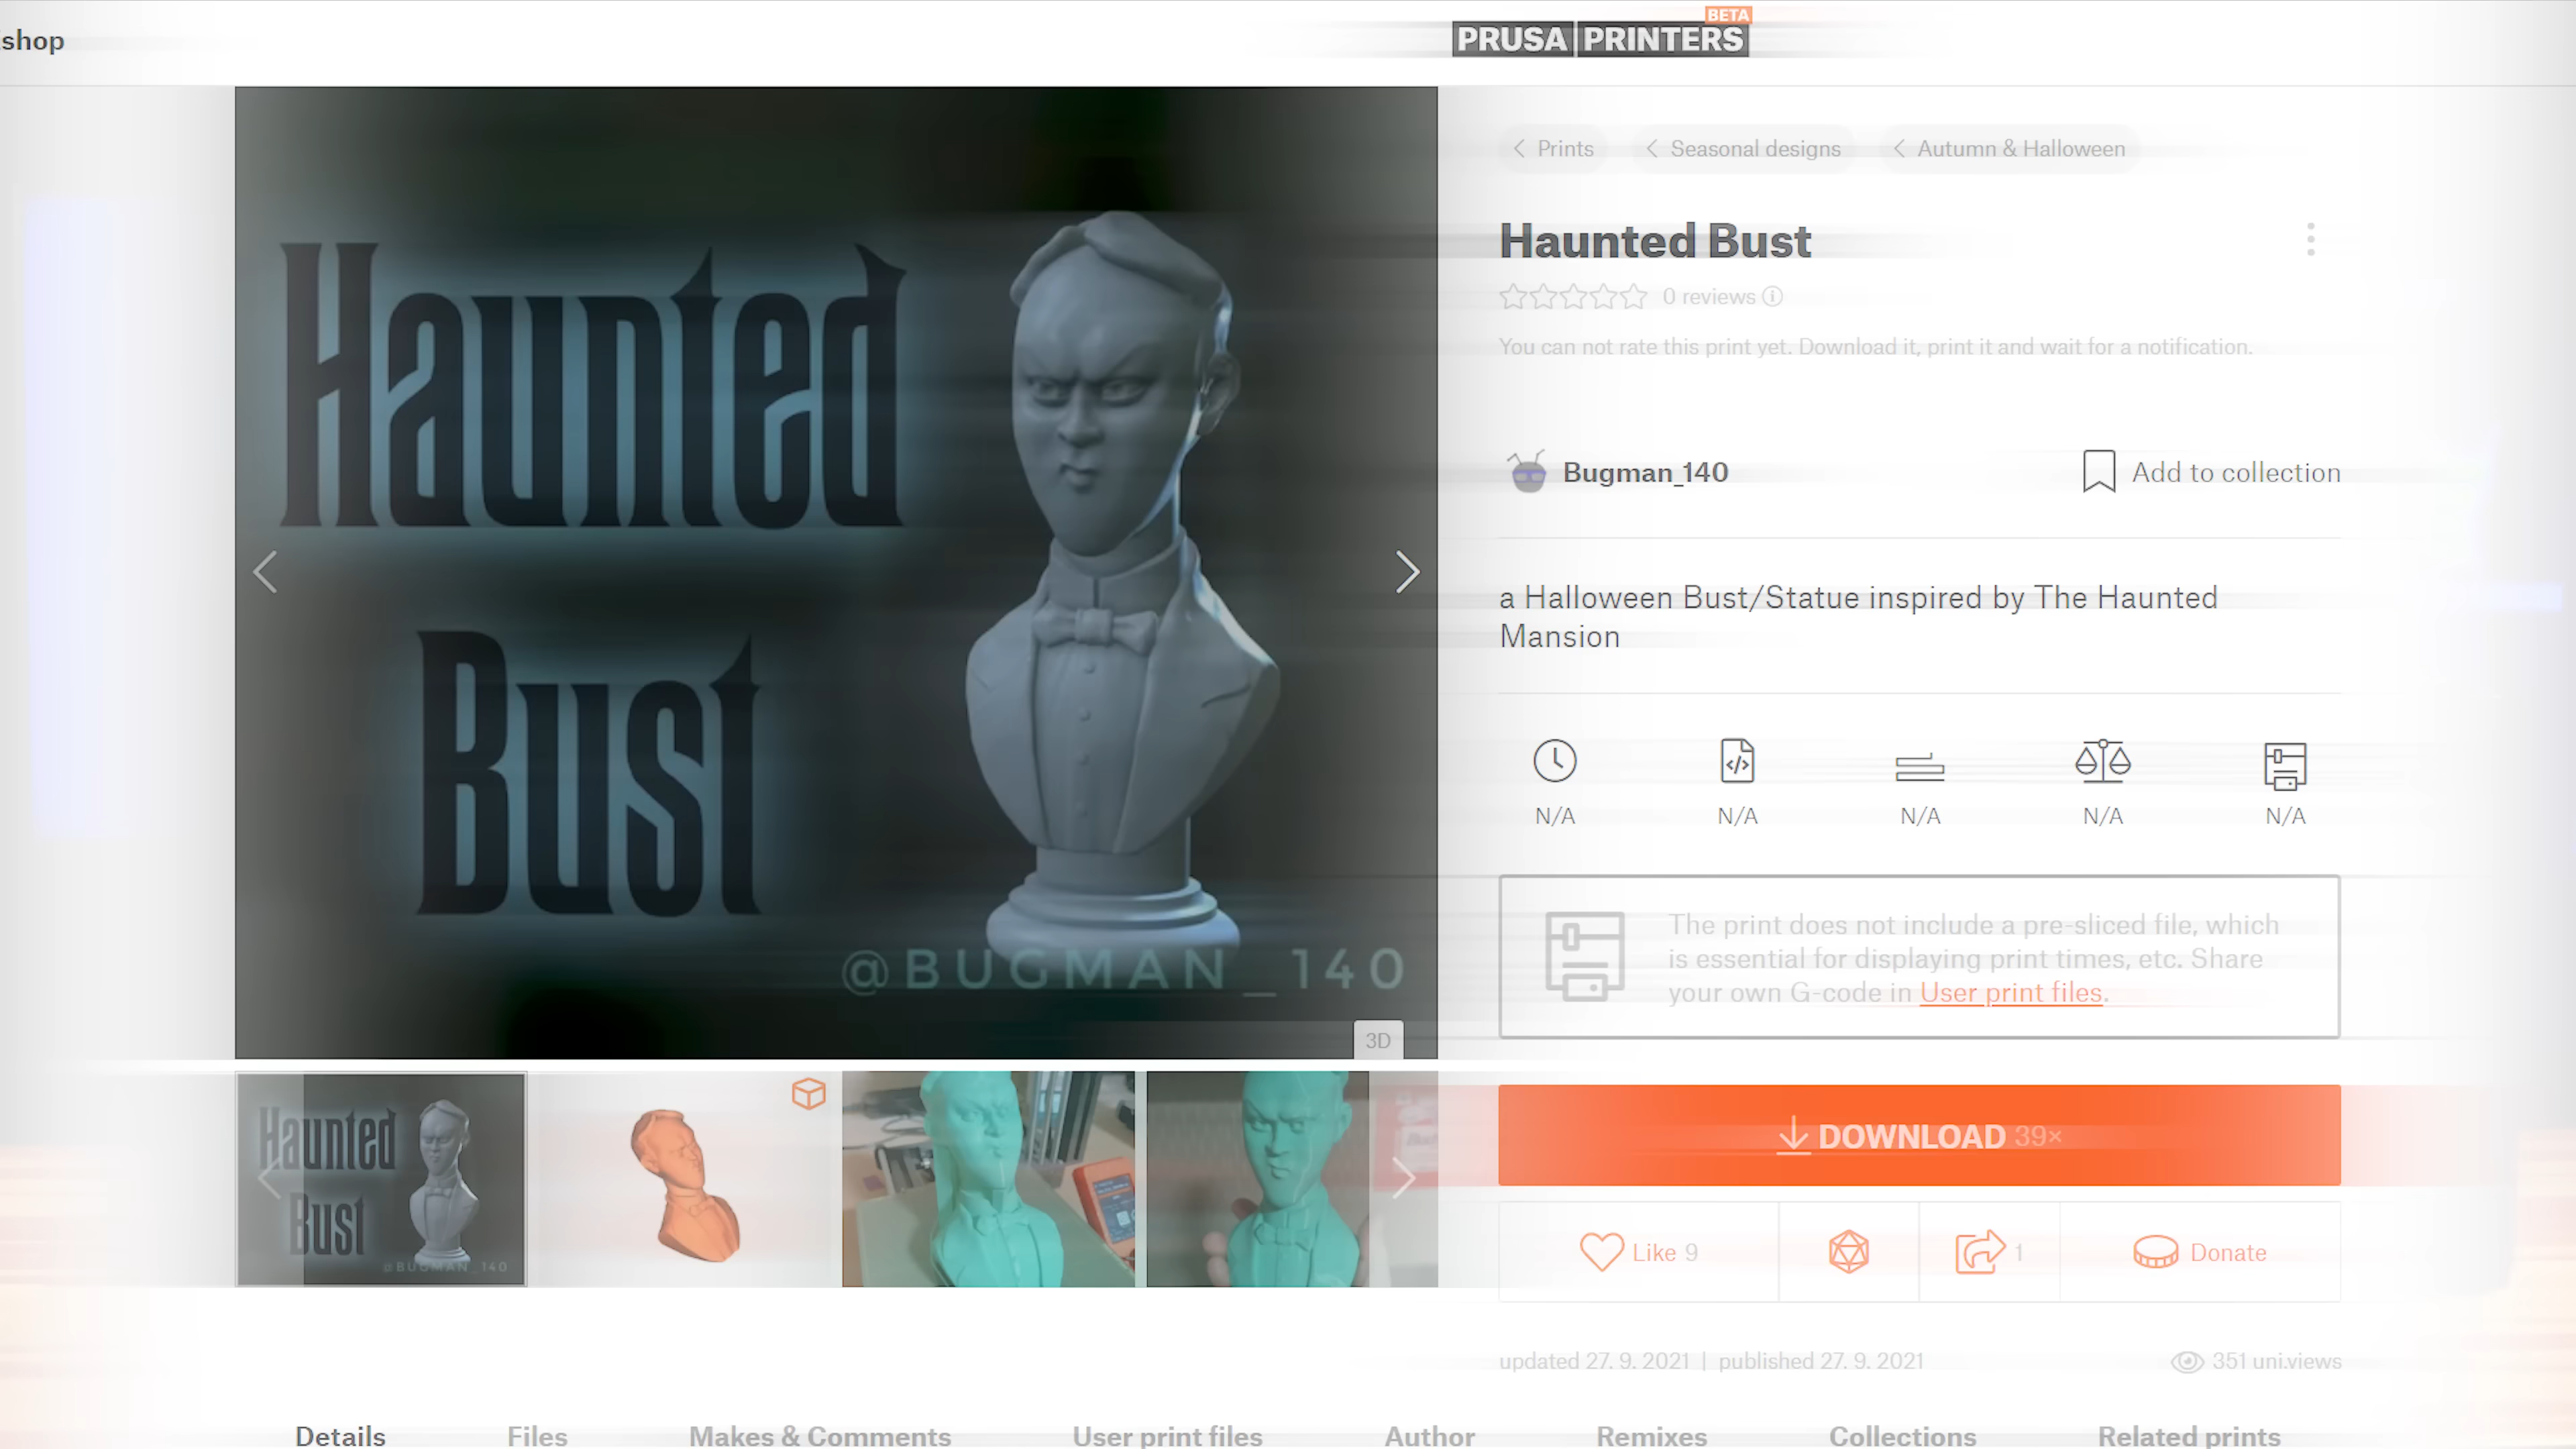 shop
PRUSA PRINTERS BETA
Prints
Seasonal designs
Autumn & Halloween
Haunted
Bust
@BUGMAN_140
3D
Haunted Bust
0 reviews
You can not rate this print yet. Download it, print it and wait for a notification.
Bugman_140
Add to collection
a Halloween Bust/Statue inspired by The Haunted
Mansion
N/A
N/A
N/A
N/A
N/A
The print does not include a pre-sliced file, which
is essential for displaying print times, etc. Share
your own G-code in User print files.
Haunted
Bust
@BUGMAN_140
DOWNLOAD 39×
Like 9
1
Donate
updated 27. 9. 2021 | published 27. 9. 2021
351 uni.views
Details
Files
Makes & Comments
User print files
Author
Remixes
Collections
Related prints